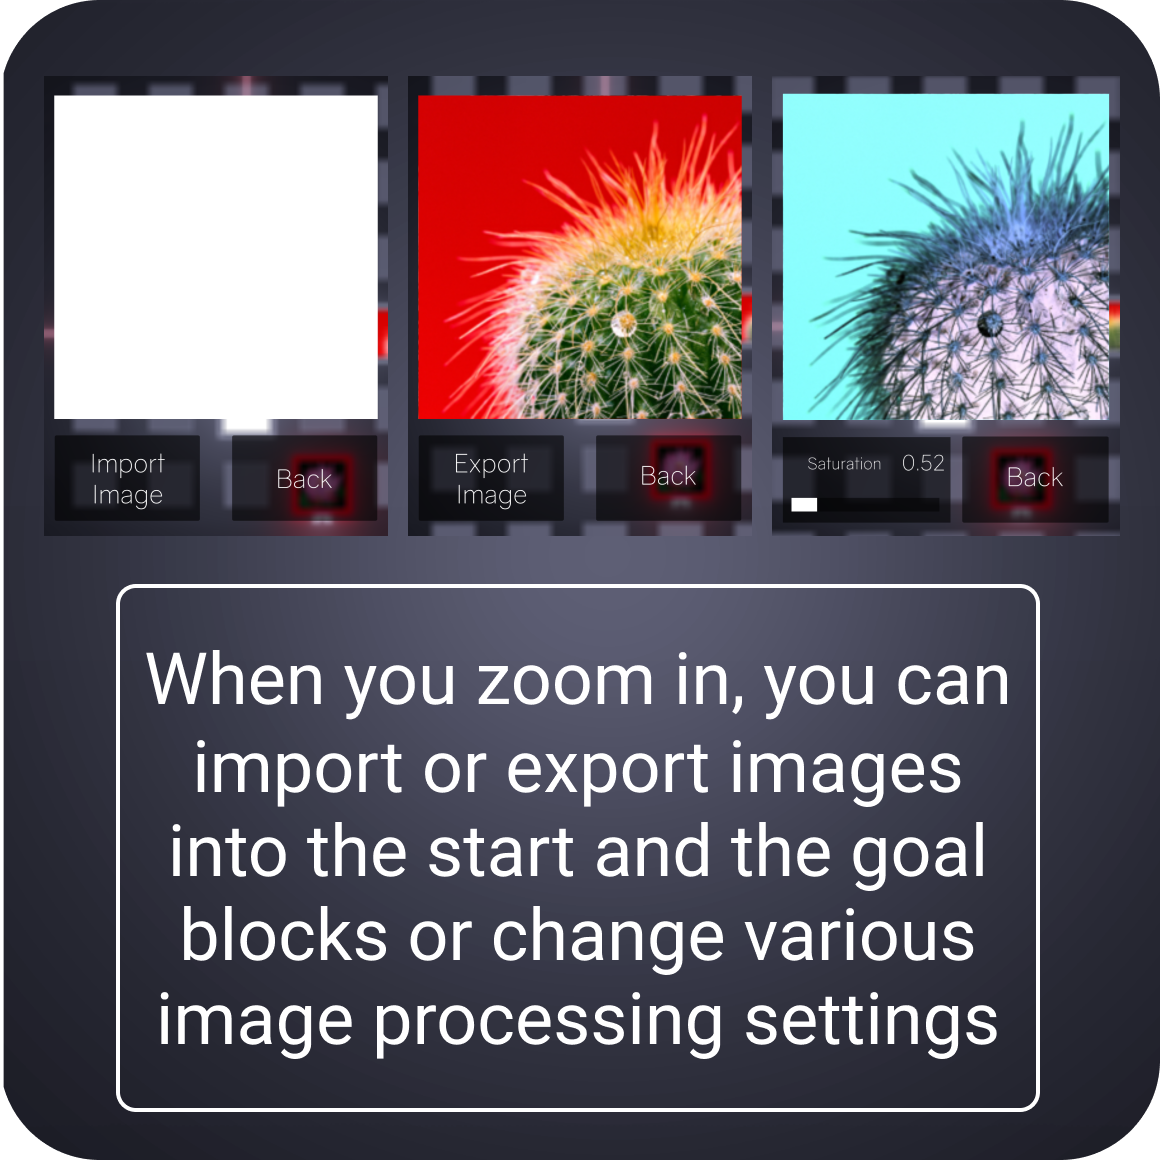 Import
Image
Back
Export
Image
Back
Saturation 0.52
Back
When you zoom in, you can
import or export images
into the start and the goal
blocks or change various
image processing settings